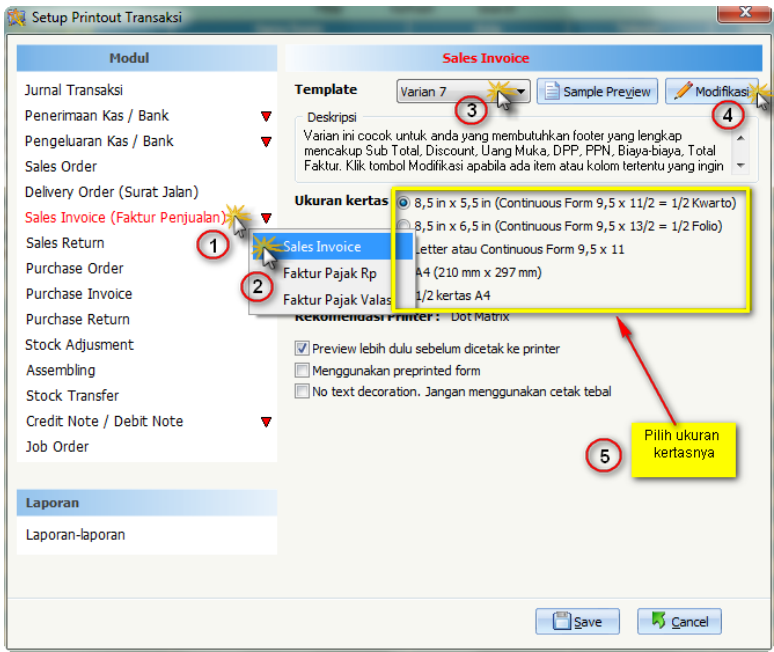 Setup Printout Transaksi
Modul
Jurnal Transaksi
Penerimaan Kas / Bank
Pengeluaran Kas / Bank
Sales Order
Delivery Order (Surat Jalan)
Sales Invoice (Faktur Penjualan)
1
Sales Return
Purchase Order
Purchase Invoice
Purchase Return
Stock Adjusment
Assembling
Stock Transfer
Credit Note / Debit Note
Job Order
Laporan
Laporan-laporan
Sales Invoice
2
Faktur Pajak Rp
Faktur Pajak Valas
Sales Invoice
Template Varian 7 Sample Preview Modifikasi
3 4
Deskripsi
Varian ini cocok untuk anda yang membutuhkan footer yang lengkap
mencakup Sub Total, Discount, Uang Muka, DPP, PPN, Biaya-biaya, Total
Faktur. Klik tombol Modifikasi apabila ada item atau kolom tertentu yang ingin
Ukuran kertas 8,5 in x 5,5 in (Continuous Form 9,5 x 11/2 = 1/2 Kwarto)
8,5 in x 6,5 in (Continuous Form 9,5 x 13/2 = 1/2 Folio)
Letter atau Continuous Form 9,5 x 11
A4 (210 mm x 297 mm)
1/2 kertas A4
Rekomendasi Printer : Dot Matrix
Preview lebih dulu sebelum dicetak ke printer
Menggunakan preprinted form
No text decoration. Jangan menggunakan cetak tebal
5
Pilih ukuran
kertasnya
Save Cancel